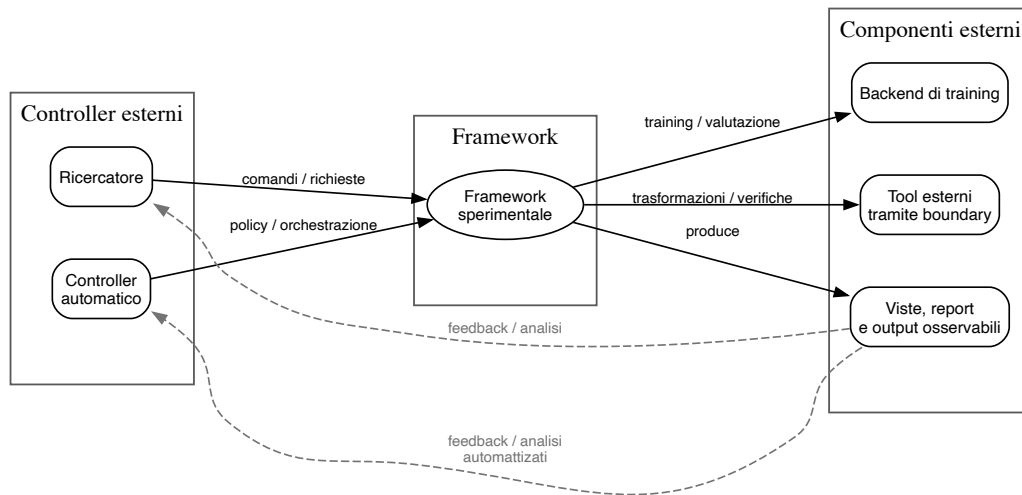 Controller esterni
Ricercatore
Controller
automatico
comandi / richieste
policy / orchestrazione
Framework
Framework
sperimentale
training / valutazione
trasformazioni / verifiche
produce
Componenti esterni
Backend di training
Tool esterni
tramite boundary
Viste, report
e output osservabili
feedback / analisi
feedback / analisi
automattizati